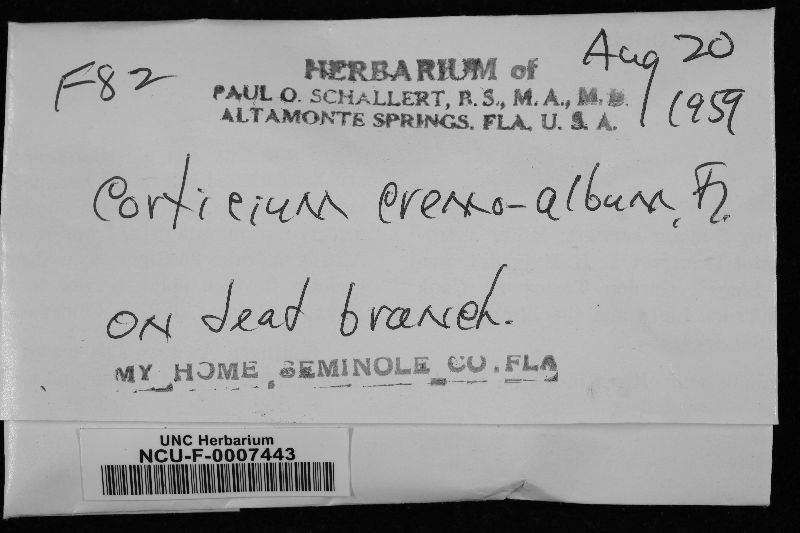 F82
HERBARIUM of
PAUL O. SCHALLERT, B. S., M. A., M. D.
ALTAMONTE SPRINGS, FLA. U. S. A.
Aug 20
1959
Corticium cremo-album, Fr.
on dead branch.
MY HOME, SEMINOLE CO. FLA
UNC Herbarium
NCU-F-0007443